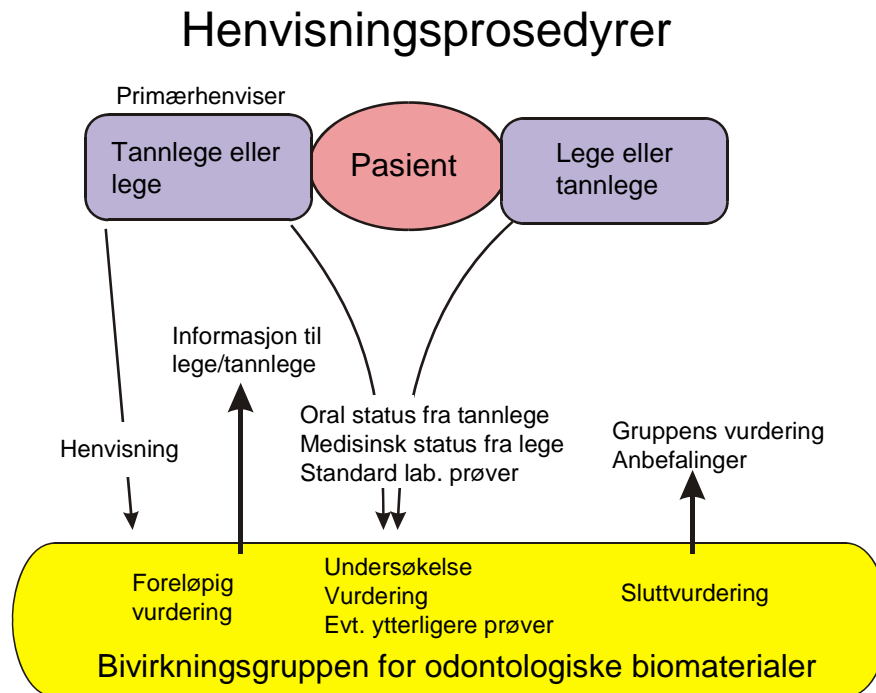 Henvisningsprosedyrer
Primærhenviser
Tannlege eller
lege
Pasient
Lege eller
tannlege
Informasjon til
lege/tannlege
Henvisning
Oral status fra tannlege
Medisinsk status fra lege
Standard lab. prøver
Gruppens vurdering
Anbefalinger
Foreløpig
vurdering
Undersøkelse
Vurdering
Evt. ytterligere prøver
Sluttvurdering
Bivirkningsgruppen for odontologiske biomaterialer